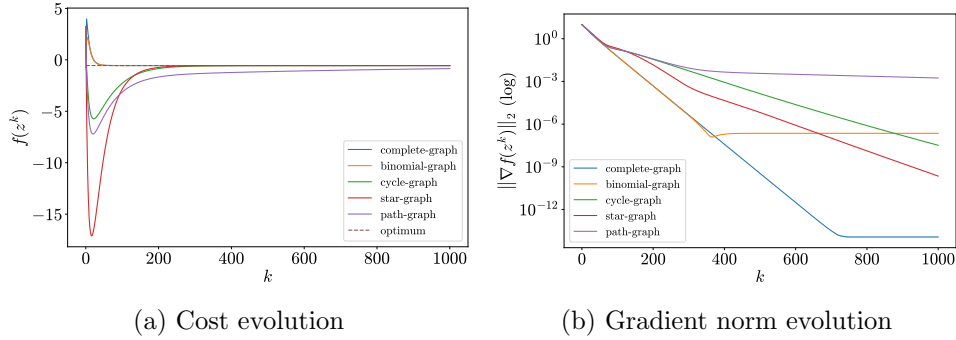 0
−5
−10
−15
f(z^k)
complete-graph
binomial-graph
cycle-graph
star-graph
path-graph
optimum
0 200 400 600 800 1000
k
(a) Cost evolution
10^0
10^−3
10^−6
10^−9
10^−12
||∇f(z^k)||_2 (log)
complete-graph
binomial-graph
cycle-graph
star-graph
path-graph
0 200 400 600 800 1000
k
(b) Gradient norm evolution